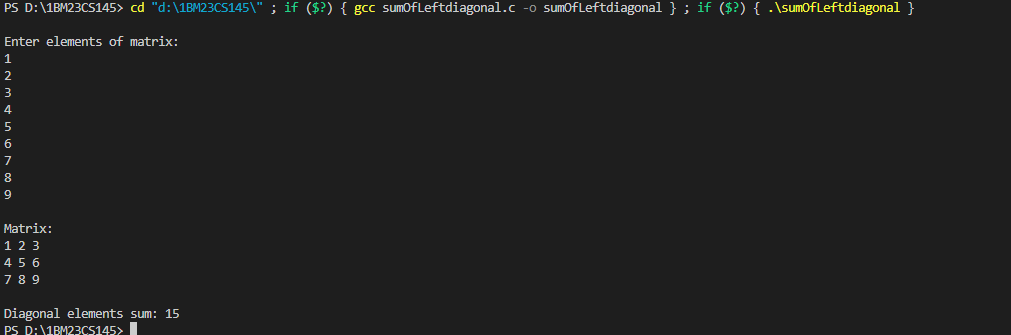 PS D:\1BM23CS145> cd "d:\1BM23CS145\" ; if ($?) { gcc sumOfLeftdiagonal.c -o sumOfLeftdiagonal } ; if ($?) { .\sumOfLeftdiagonal }
Enter elements of matrix:
1
2
3
4
5
6
7
8
9
Matrix:
1 2 3
4 5 6
7 8 9
Diagonal elements sum: 15
PS D:\1BM23CS145>